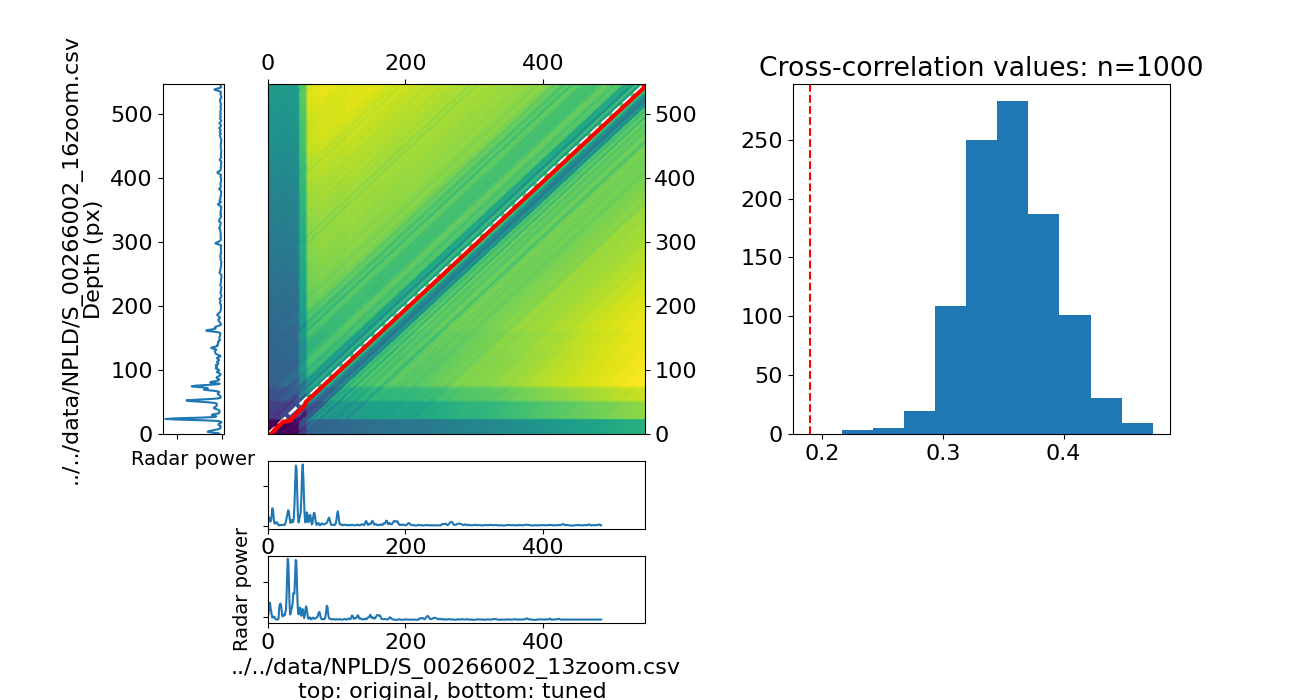 0 200 400
Cross-correlation values: n=1000
../../data/NPLD/S_00266002_16zoom.csv
Depth (px)
500
400
300
200
100
0
Radar power
500
400
300
200
100
0
250
200
150
100
50
0
0.2 0.3 0.4
0 200 400
Radar power
0 200 400
../../data/NPLD/S_00266002_13zoom.csv
top: original, bottom: tuned